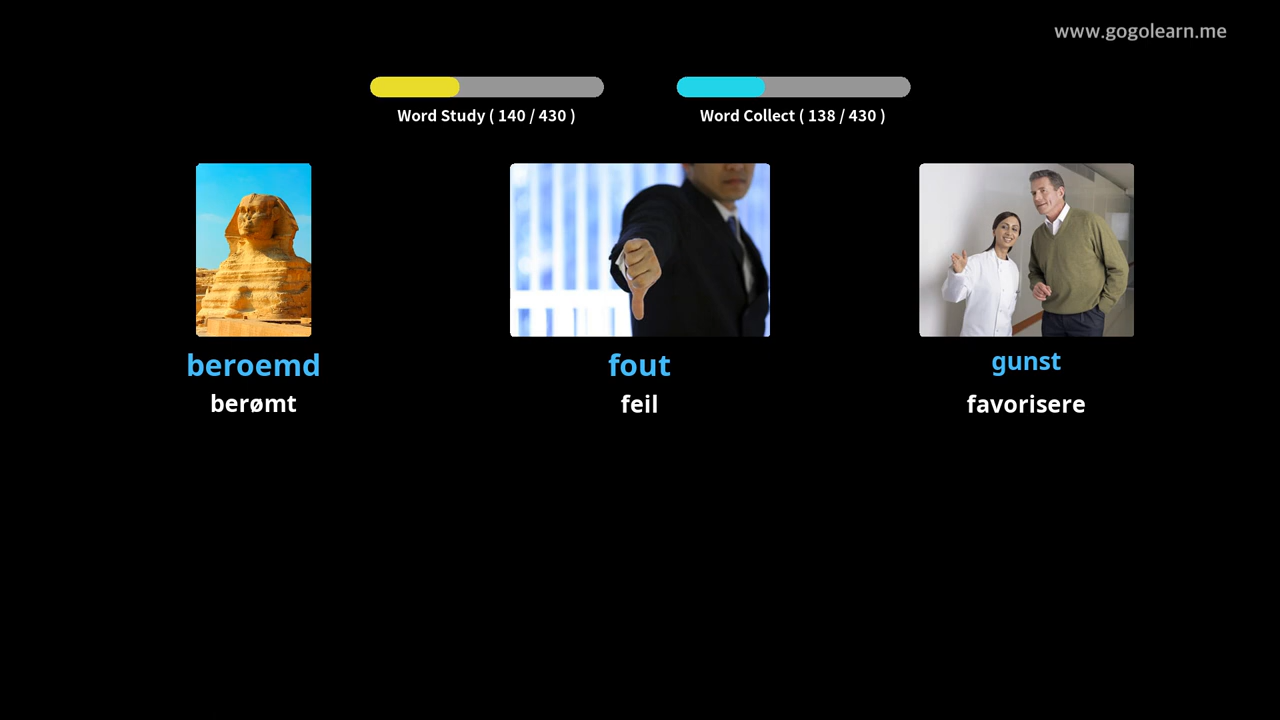 www.gogolearn.me
Word Study ( 140 / 430 )
Word Collect ( 138 / 430 )
beroemd
berømt
fout
feil
gunst
favorisere